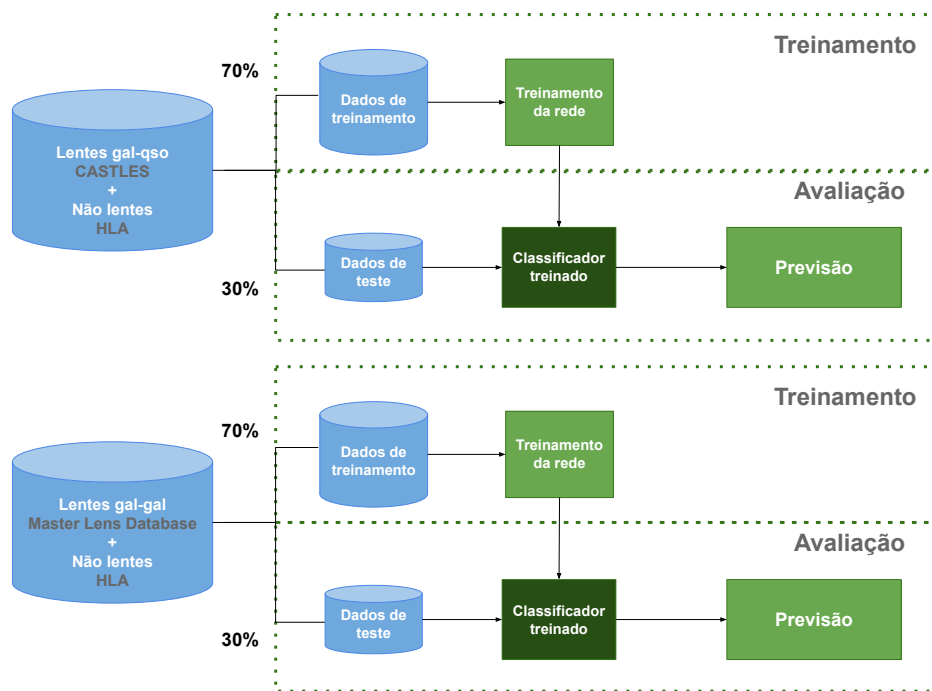 Treinamento
70%
Dados de
treinamento
Treinamento
da rede
Lentes gal-qso
CASTLES
+
Não lentes
HLA
Avaliação
30%
Dados de
teste
Classificador
treinado
Previsão
Treinamento
70%
Dados de
treinamento
Treinamento
da rede
Lentes gal-gal
Master Lens Database
+
Não lentes
HLA
Avaliação
30%
Dados de
teste
Classificador
treinado
Previsão